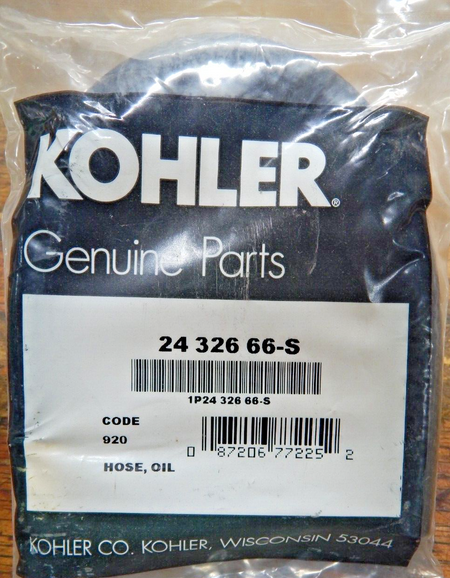 KOHLER®
Genuine Parts
24 326 66-S
1P24 326 66-S
CODE
920
0 87206 77225 2
HOSE, OIL
KOHLER CO. KOHLER, WISCONSIN 53044